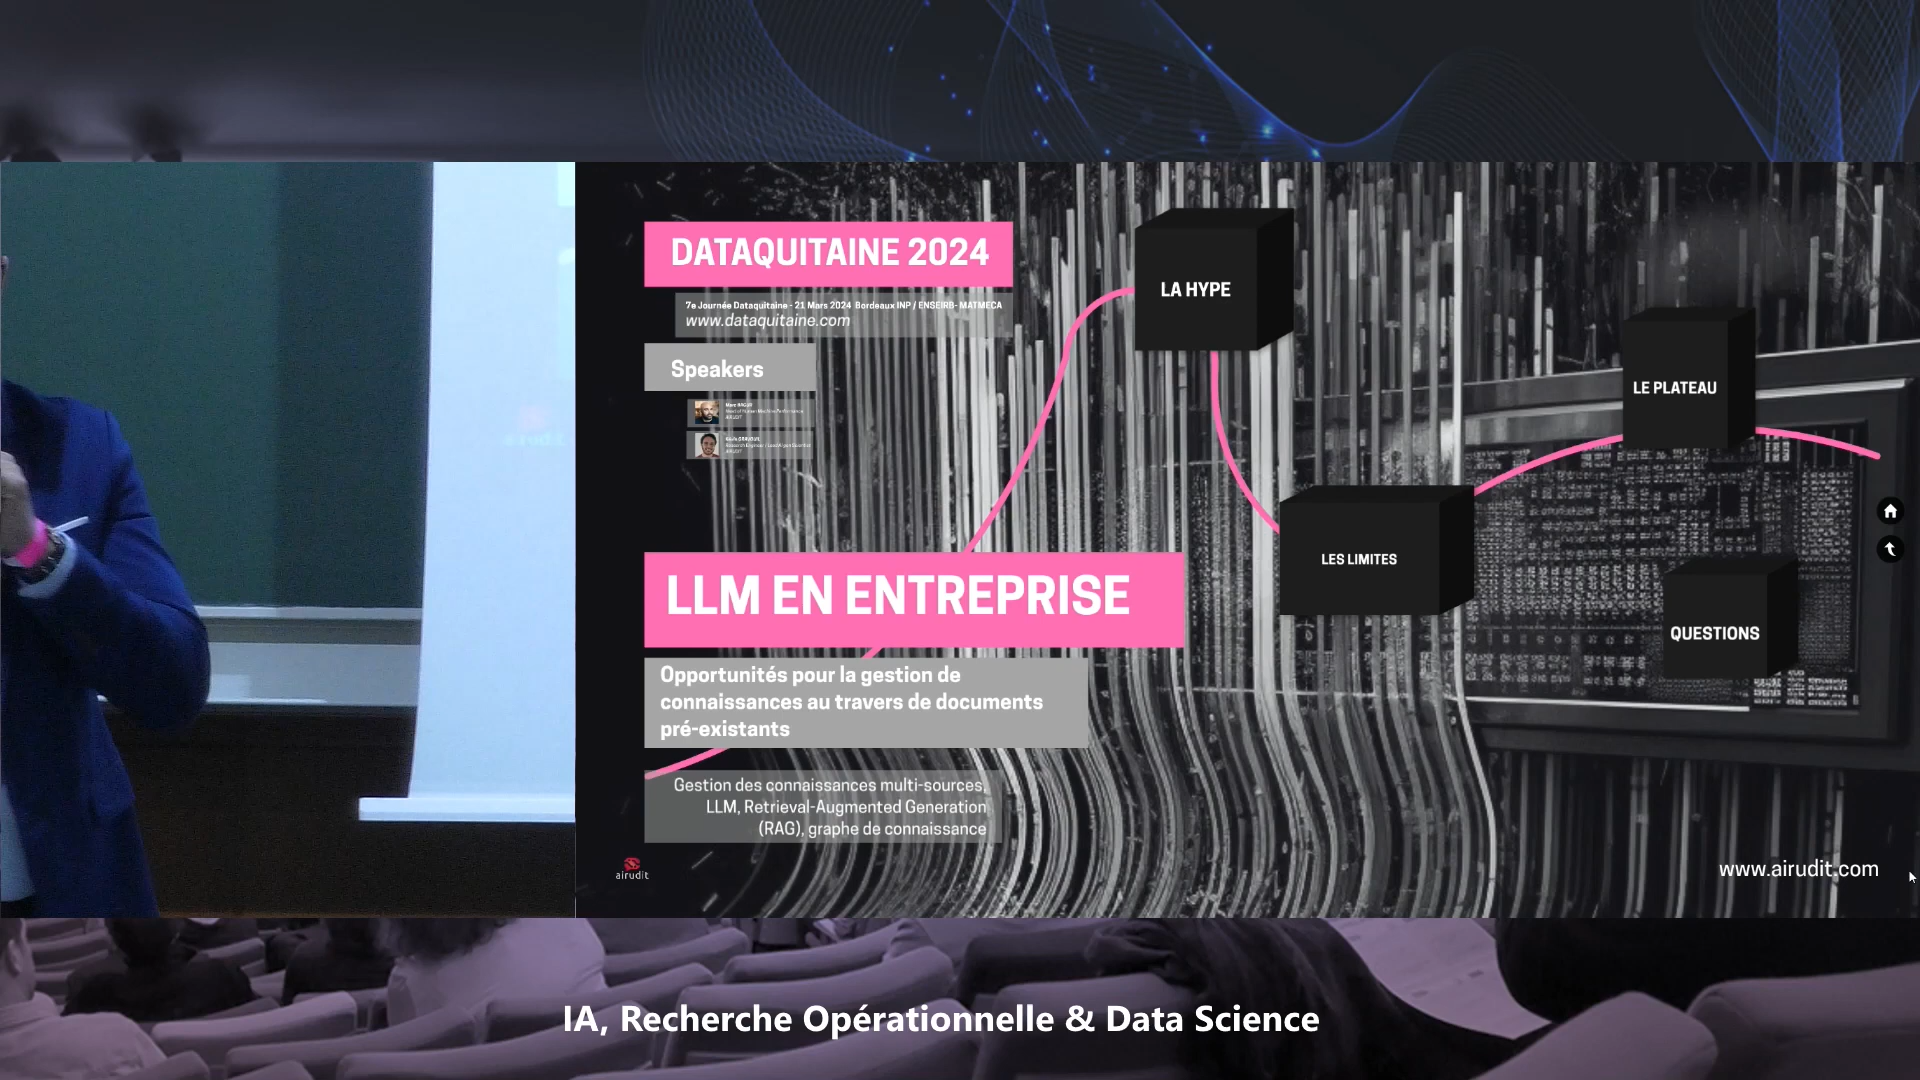 DATAQUITAINE 2024
7e Journée Dataquitaine - 21 Mars 2024 Bordeaux INP / ENSEIRB- MATMECA
www.dataquitaine.com
Speakers
AIRUDIT
AIRUDIT
LA HYPE
LE PLATEAU
LES LIMITES
QUESTIONS
LLM EN ENTREPRISE
Opportunités pour la gestion de
connaissances au travers de documents
pré-existants
Gestion des connaissances multi-sources,
LLM, Retrieval-Augmented Generation
(RAG), graphe de connaissance
airudit
www.airudit.com
IA, Recherche Opérationnelle & Data Science